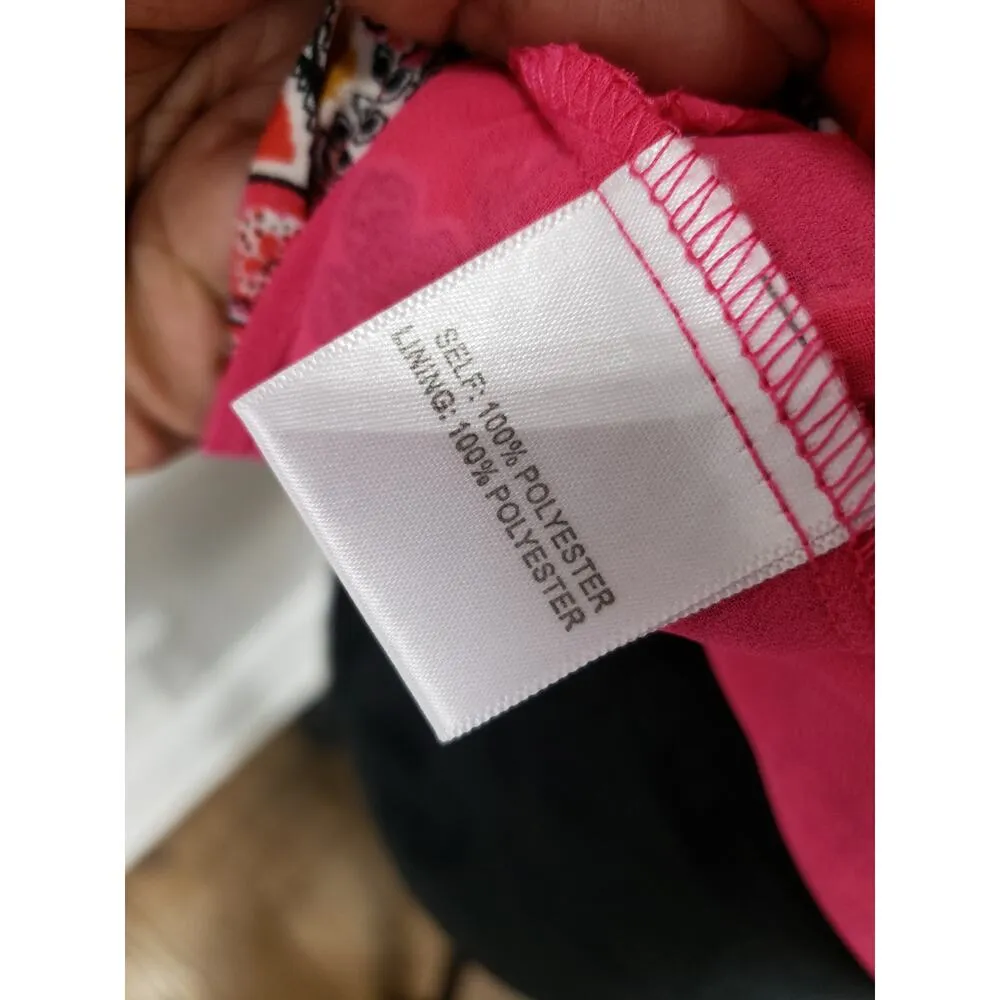 SELF: 100% POLYESTER
LINING: 100% POLYESTER